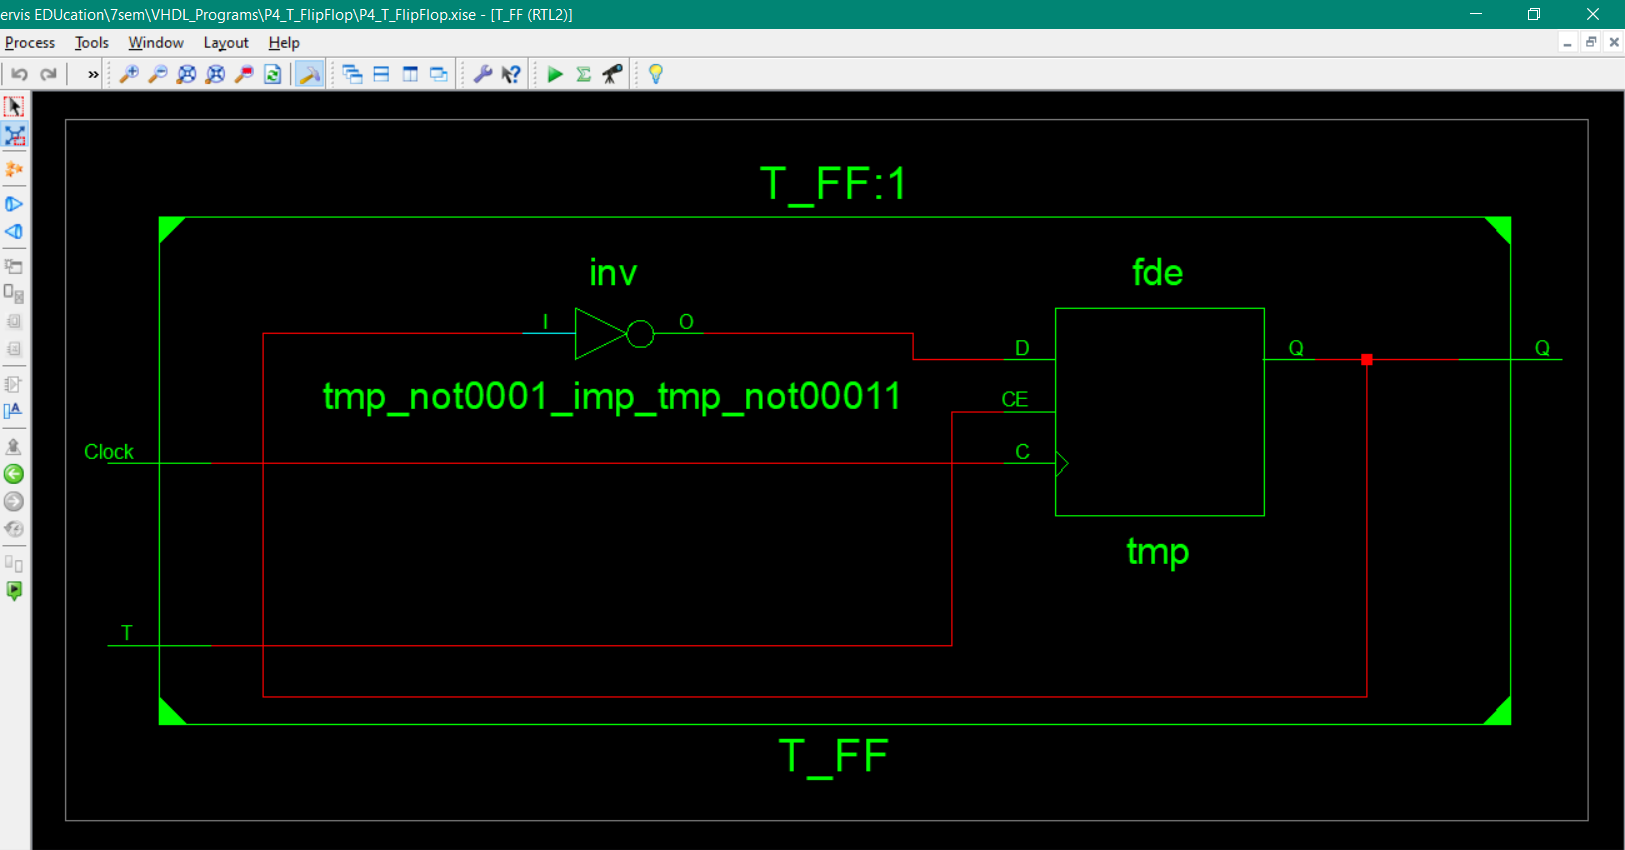 ervis EDUcation\7sem\VHDL_Programs\P4_T_FlipFlop\P4_T_FlipFlop.xise - [T_FF (RTL2)]
Process Tools Window Layout Help
»
T_FF:1
inv
fde
I
O
D
Q
Q
tmp_not0001_imp_tmp_not00011
CE
Clock
C
tmp
T
T_FF